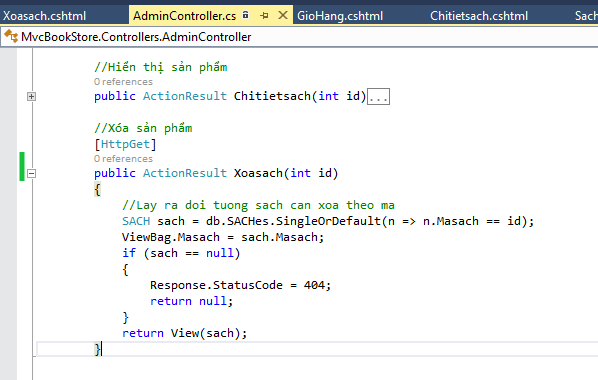 Xoasach.cshtml AdminController.cs GioHang.cshtml Chitietsach.cshtml Sach
MvcBookStore.Controllers.AdminController
//Hiển thị sản phẩm
0 references
public ActionResult Chitietsach(int id)...
//Xóa sản phẩm
[HttpGet]
0 references
public ActionResult Xoasach(int id)
{
//Lay ra doi tuong sach can xoa theo ma
SACH sach = db.SACHes.SingleOrDefault(n => n.Masach == id);
ViewBag.Masach = sach.Masach;
if (sach == null)
{
Response.StatusCode = 404;
return null;
}
return View(sach);
}